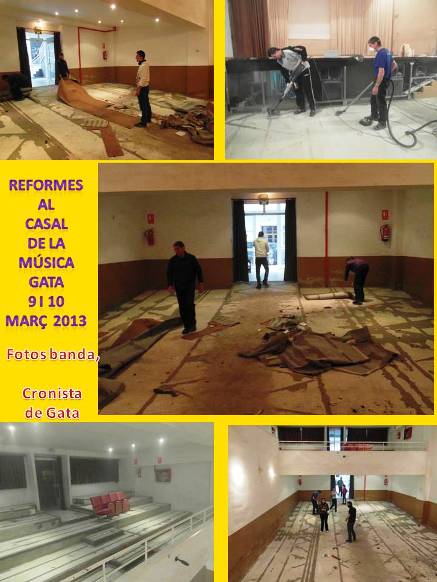 REFORMES
AL
CASAL
DE LA
MÚSICA
GATA
9 I 10
MARÇ 2013
Fotos banda,
Cronista
de Gata